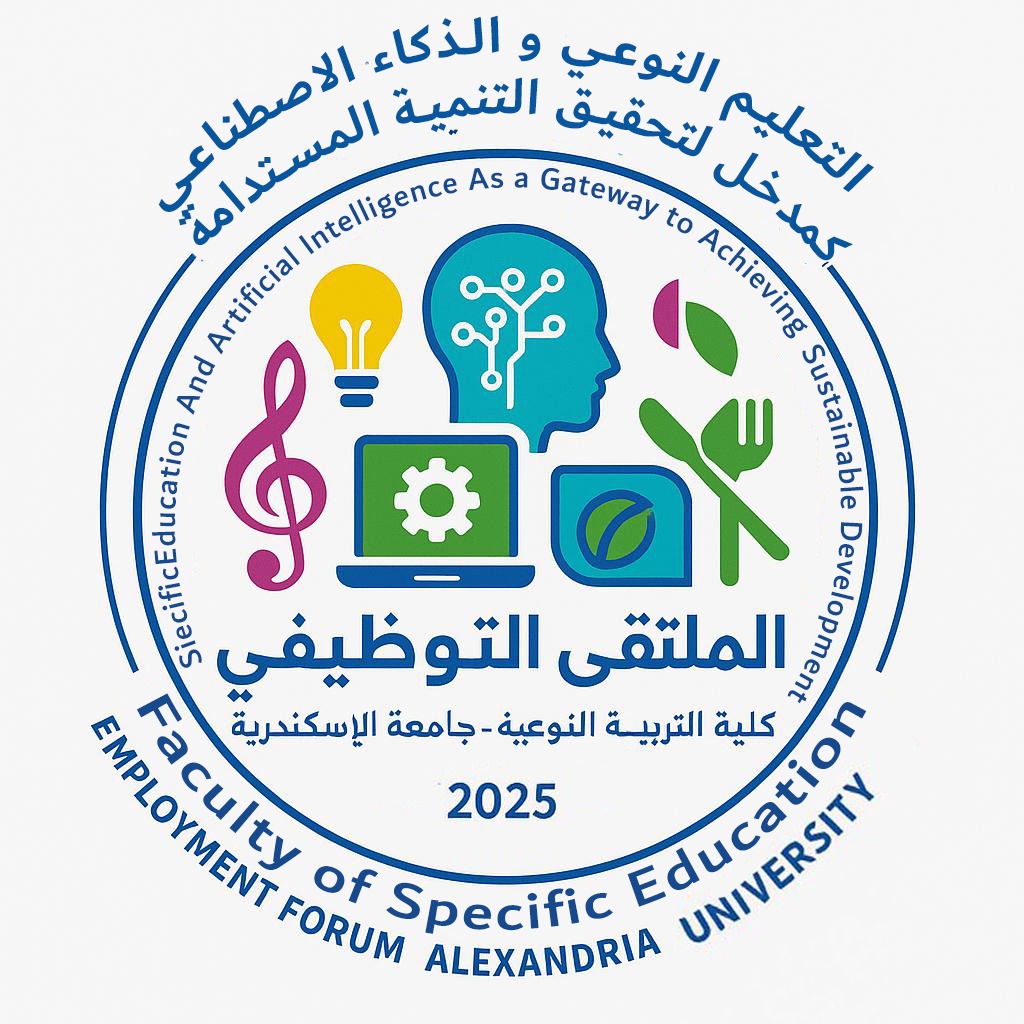 التعليم النوعي و الذكاء الاصطناعي
كمدخل لتحقيق التنمية المستدامة
SiecificEducation And Artificial Intelligence As a Gateway to Achieving Sustainable Development
الملتقى التوظيفي
كلية التربية النوعية - جامعة الإسكندرية
2025
Faculty of Specific Education
EMPLOYMENT FORUM ALEXANDRIA UNIVERSITY